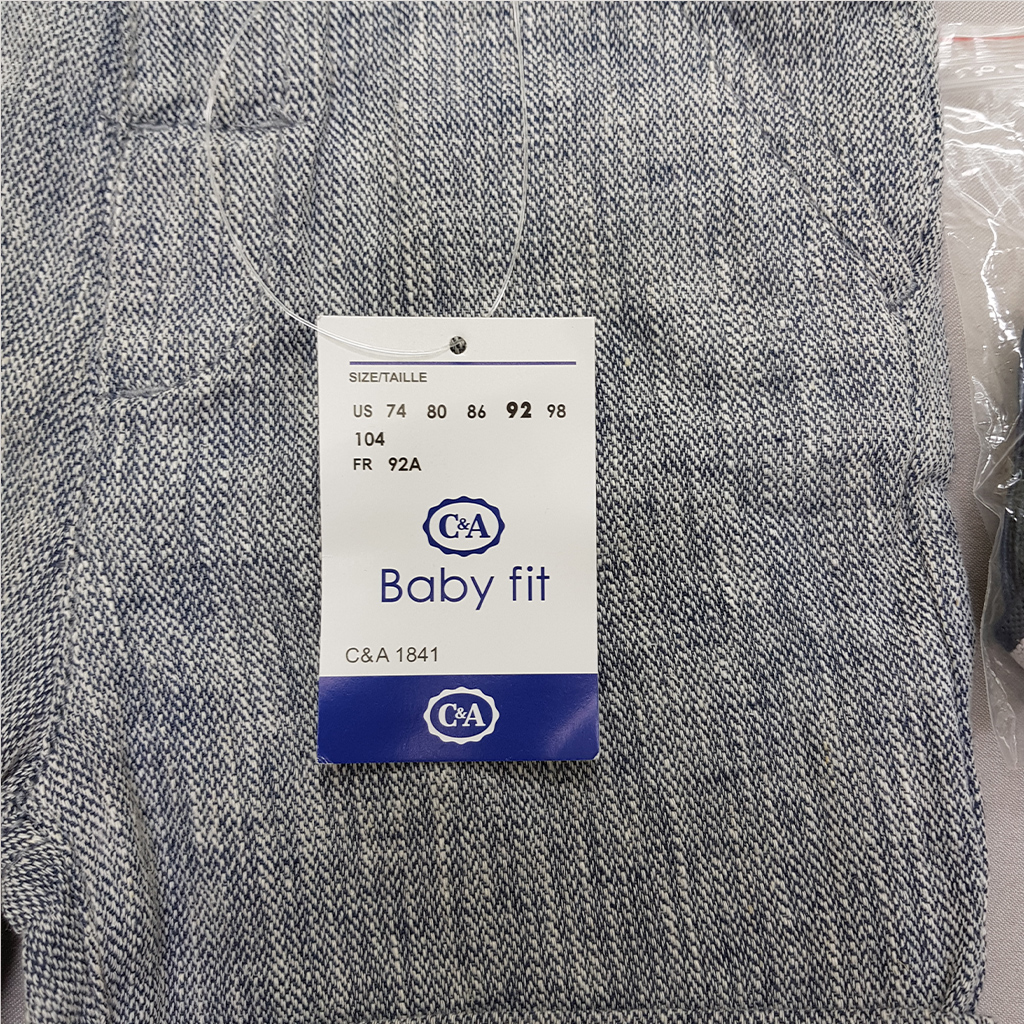 SIZE/TAILLE
US 74 80 86 92 98
104
FR 92A
C&A
Baby fit
C&A 1841
C&A